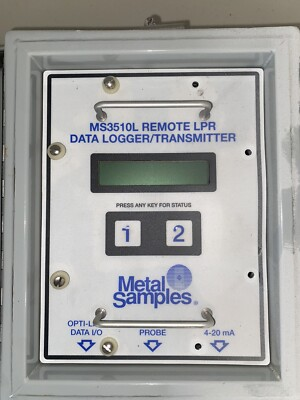 MS3510L REMOTE LPR
DATA LOGGER/TRANSMITTER
PRESS ANY KEY FOR STATUS
1 2
Metal
Samples®
OPTI-LI
DATA I/O PROBE 4-20 mA